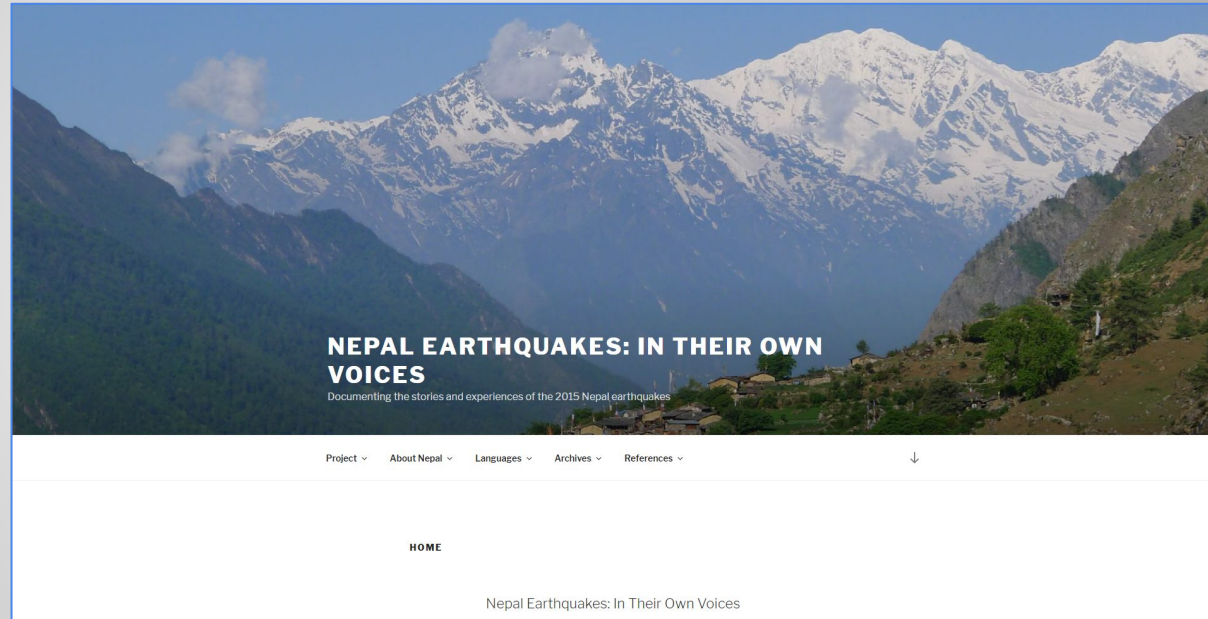 NEPAL EARTHQUAKES: IN THEIR OWN
VOICES
Documenting the stories and experiences of the 2015 Nepal earthquakes
Project About Nepal Languages Archives References
HOME
Nepal Earthquakes: In Their Own Voices